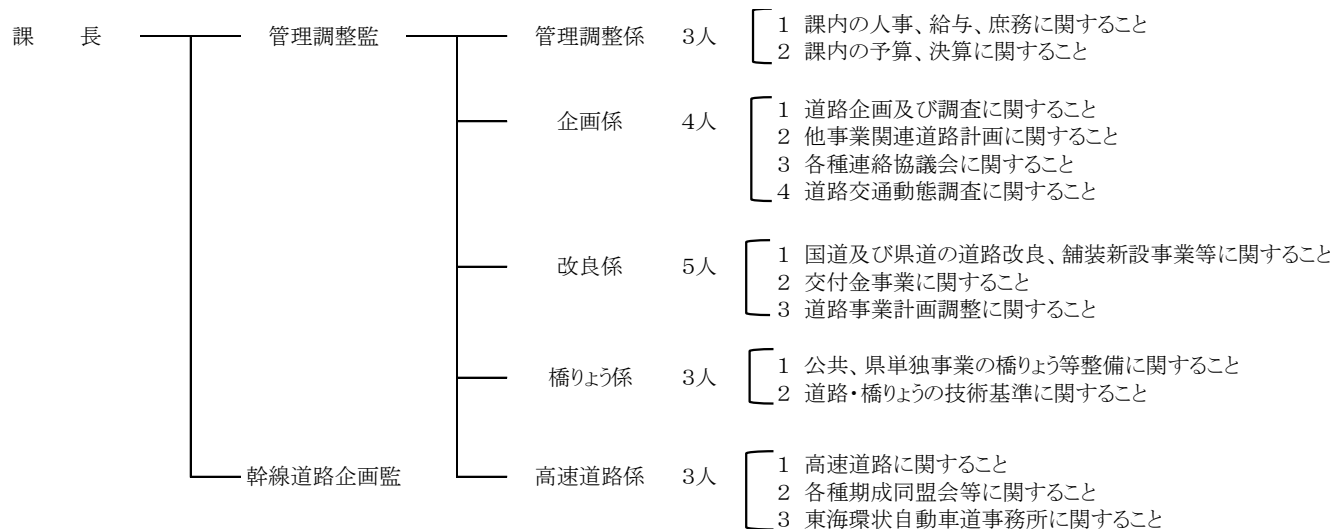 課　長　管理調整監　管理調整係　3人　1 課内の人事、給与、庶務に関すること
2 課内の予算、決算に関すること
企画係　4人　1 道路企画及び調査に関すること
2 他事業関連道路計画に関すること
3 各種連絡協議会に関すること
4 道路交通動態調査に関すること
改良係　5人　1 国道及び県道の道路改良、舗装新設事業等に関すること
2 交付金事業に関すること
3 道路事業計画調整に関すること
橋りょう係　3人　1 公共、県単独事業の橋りょう等整備に関すること
2 道路・橋りょうの技術基準に関すること
幹線道路企画監　高速道路係　3人　1 高速道路に関すること
2 各種期成同盟会等に関すること
3 東海環状自動車道事務所に関すること